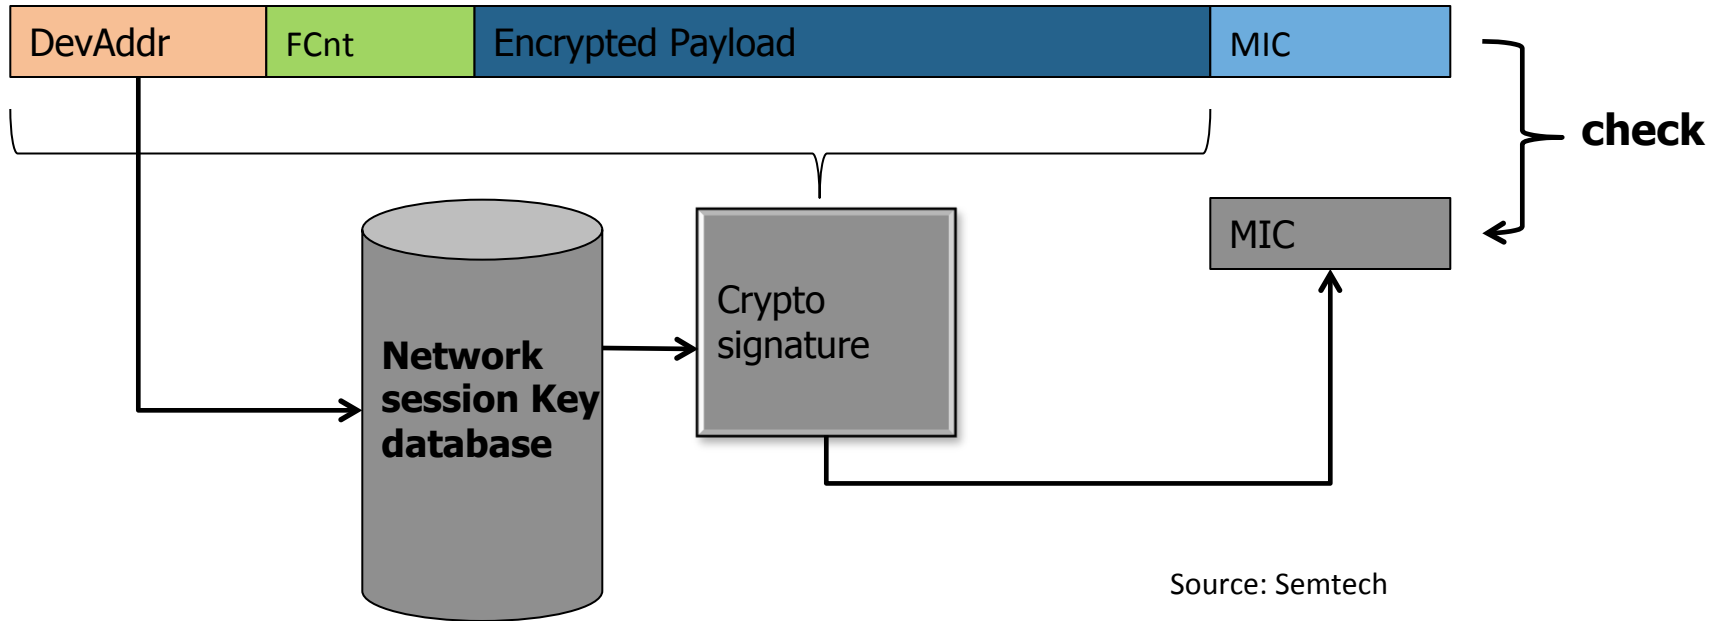 DevAddr
FCnt
Encrypted Payload
MIC
check
MIC
Crypto
signature
Network
session Key
database
Source: Semtech